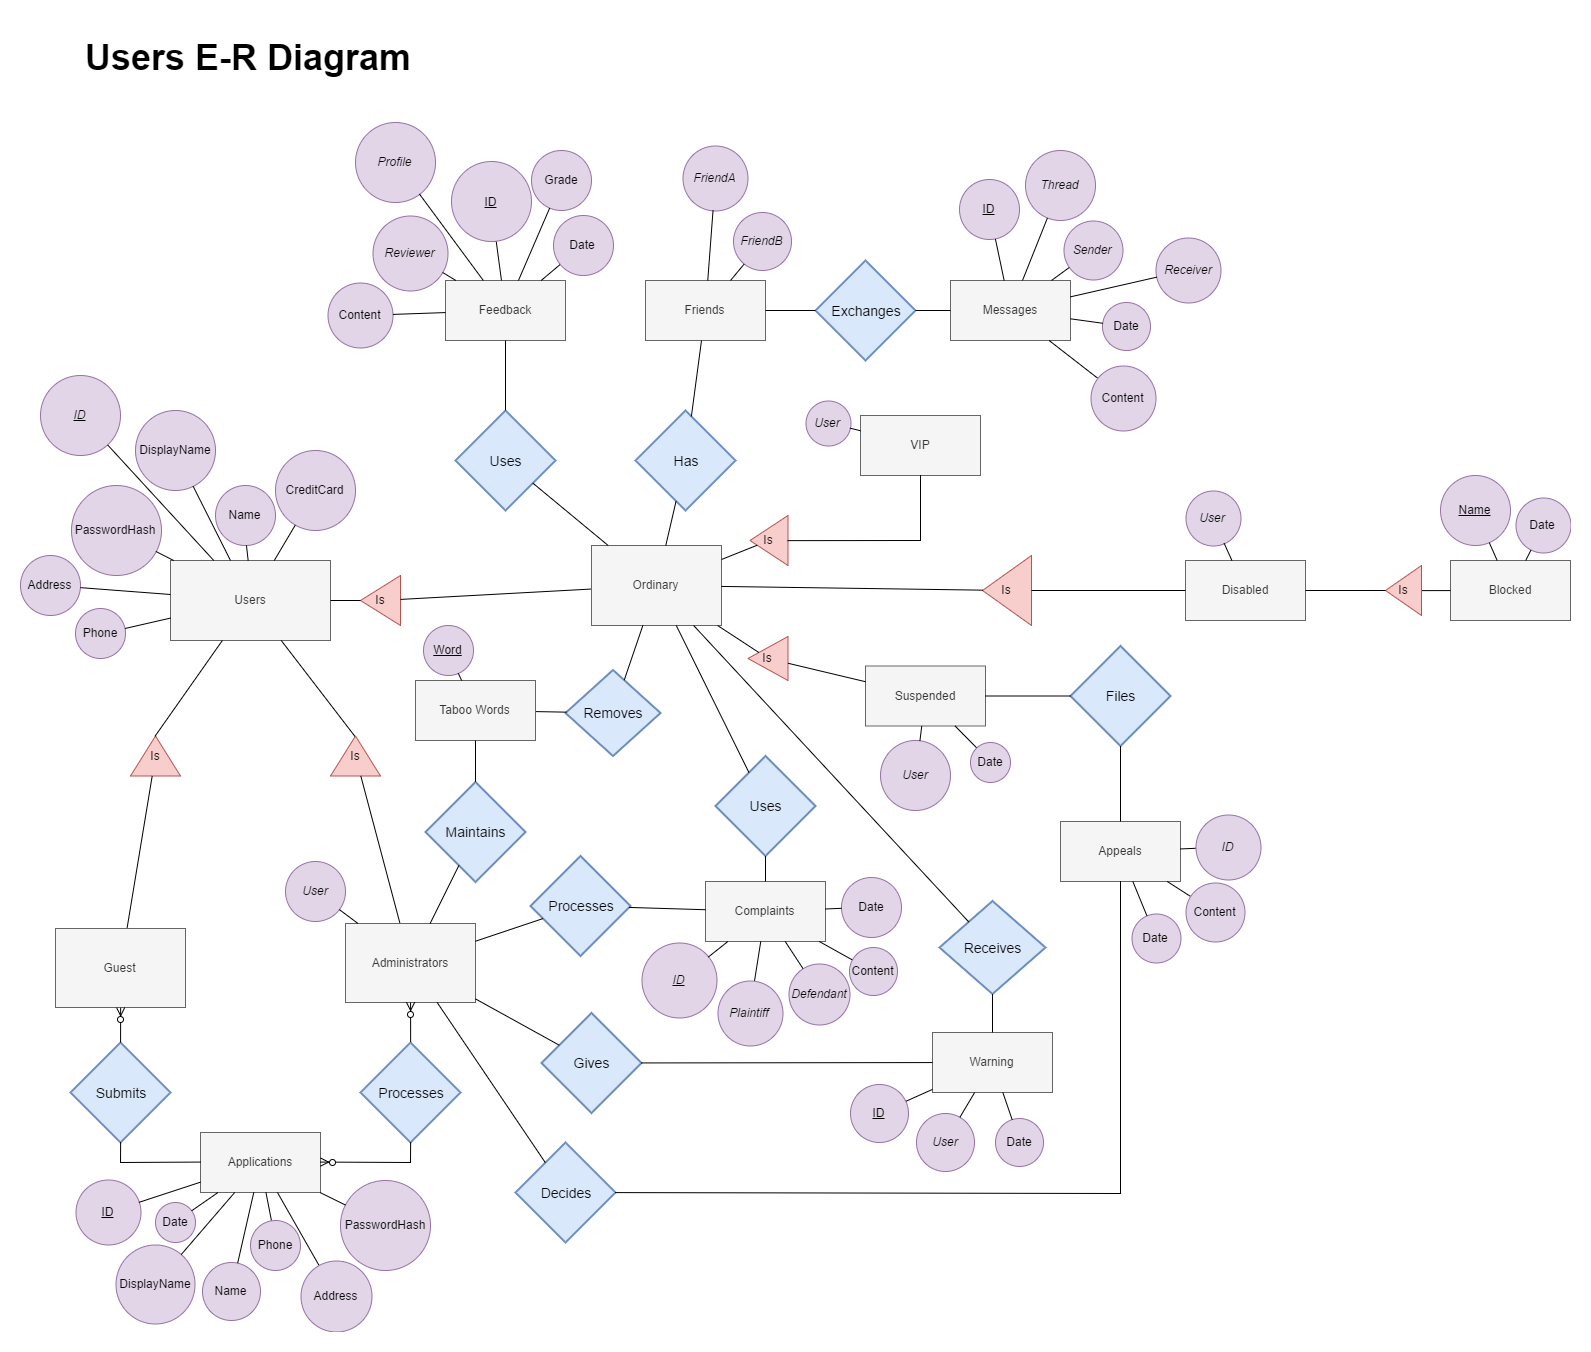 Users E-R Diagram
Profile
ID
Grade
Reviewer
Date
Content
Feedback
FriendA
FriendB
Friends
Exchanges
ID
Thread
Sender
Receiver
Messages
Date
Content
Uses
Has
User
VIP
ID
DisplayName
CreditCard
PasswordHash
Name
Address
Users
Phone
Is
Ordinary
Is
Is
User
Disabled
Is
Name
Date
Blocked
Word
Taboo Words
Removes
Is
Suspended
Files
User
Date
Is
Is
Maintains
Uses
Appeals
ID
Content
Date
User
Administrators
Processes
Complaints
Date
ID
Plaintiff
Defendant
Content
Receives
Guest
Submits
Processes
Gives
Warning
ID
User
Date
Applications
Decides
ID
Date
DisplayName
Name
Phone
Address
PasswordHash